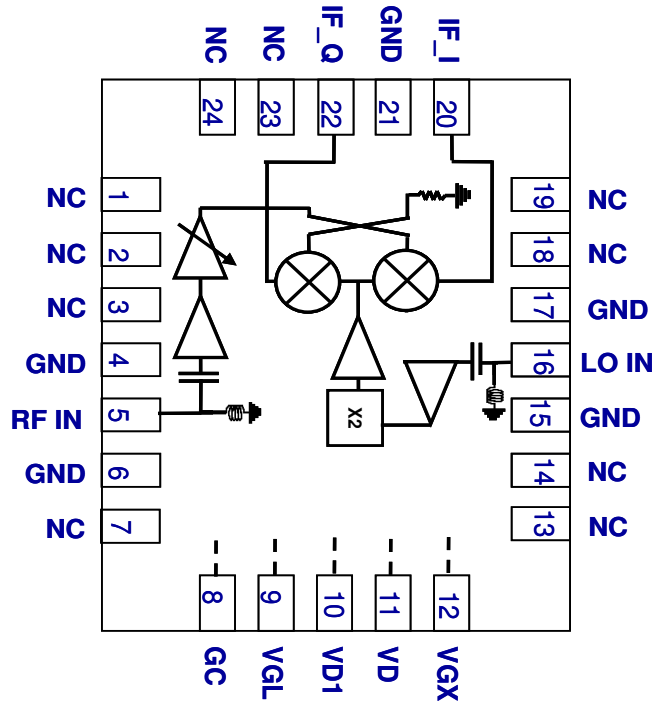 NC
NC
IF_Q
GND
IF_I
24
23
22
21
20
NC 1
NC 2
NC 3
GND 4
RF IN 5
GND 6
NC 7
19 NC
18 NC
17 GND
16 LO IN
15 GND
14 NC
13 NC
X2
8
9
10
11
12
GC
VGL
VD1
VD
VGX